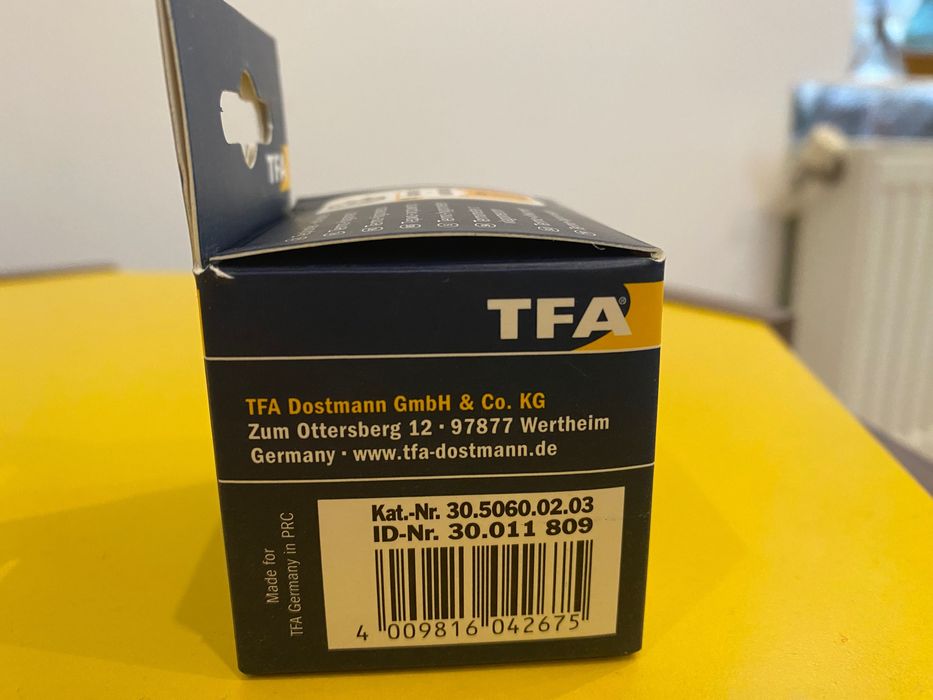 TFA
TFA®
TFA Dostmann GmbH & Co. KG
Zum Ottersberg 12 · 97877 Wertheim
Germany · www.tfa-dostmann.de
Made for
TFA Germany in PRC
Kat.-Nr. 30.5060.02.03
ID-Nr. 30.011 809
4 009816 042675